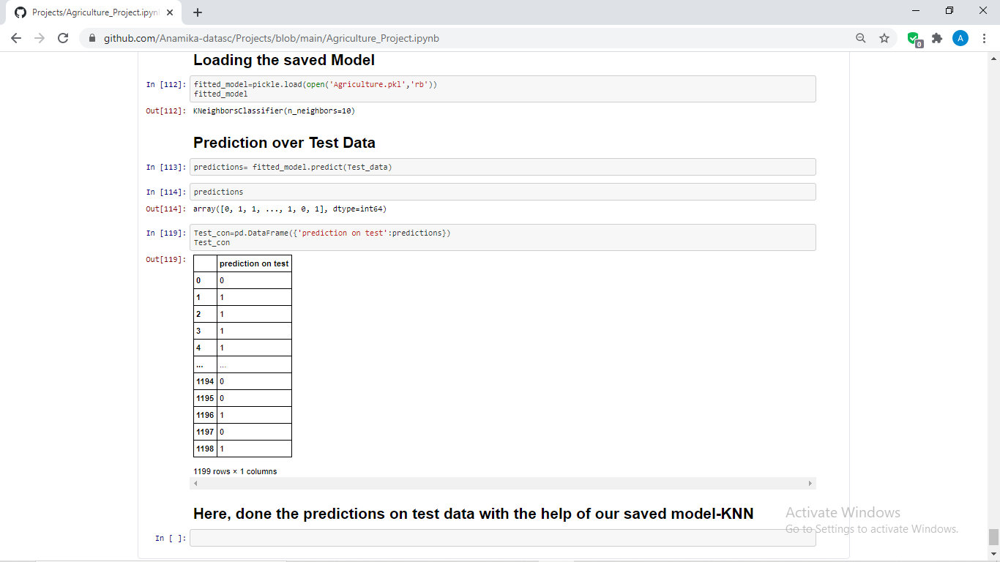 Projects/Agriculture_Project.ipyn
github.com/Anamika-datasc/Projects/blob/main/Agriculture_Project.ipynb
0
A
Loading the saved Model
In [112]: fitted_model=pickle.load(open('Agriculture.pkl','rb'))
fitted_model
Out[112]: KNeighborsClassifier(n_neighbors=10)
Prediction over Test Data
In [113]: predictions= fitted_model.predict(Test_data)
In [114]: predictions
Out[114]: array([0, 1, 1, ..., 1, 0, 1], dtype=int64)
In [119]: Test_con=pd.DataFrame({'prediction on test':predictions})
Test_con
Out[119]:
prediction on test
0 0
1 1
2 1
3 1
4 1
... ...
1194 0
1195 0
1196 1
1197 0
1198 1
1199 rows × 1 columns
Here, done the predictions on test data with the help of our saved model-KNN
Activate Windows
Go to Settings to activate Windows.
In [ ]: